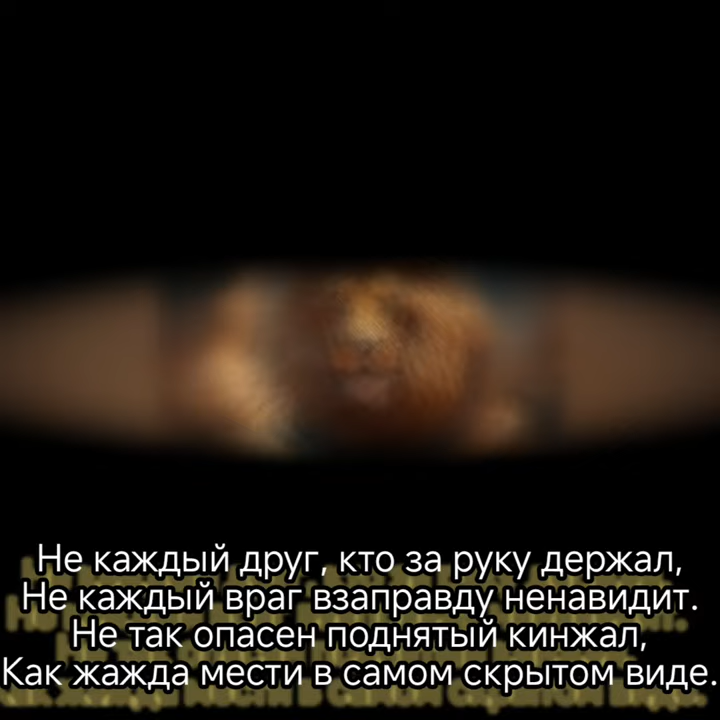 Не каждый друг, кто за руку держал,
Не каждый враг взаправду ненавидит.
Не так опасен поднятый кинжал,
Как жажда мести в самом скрытом виде.